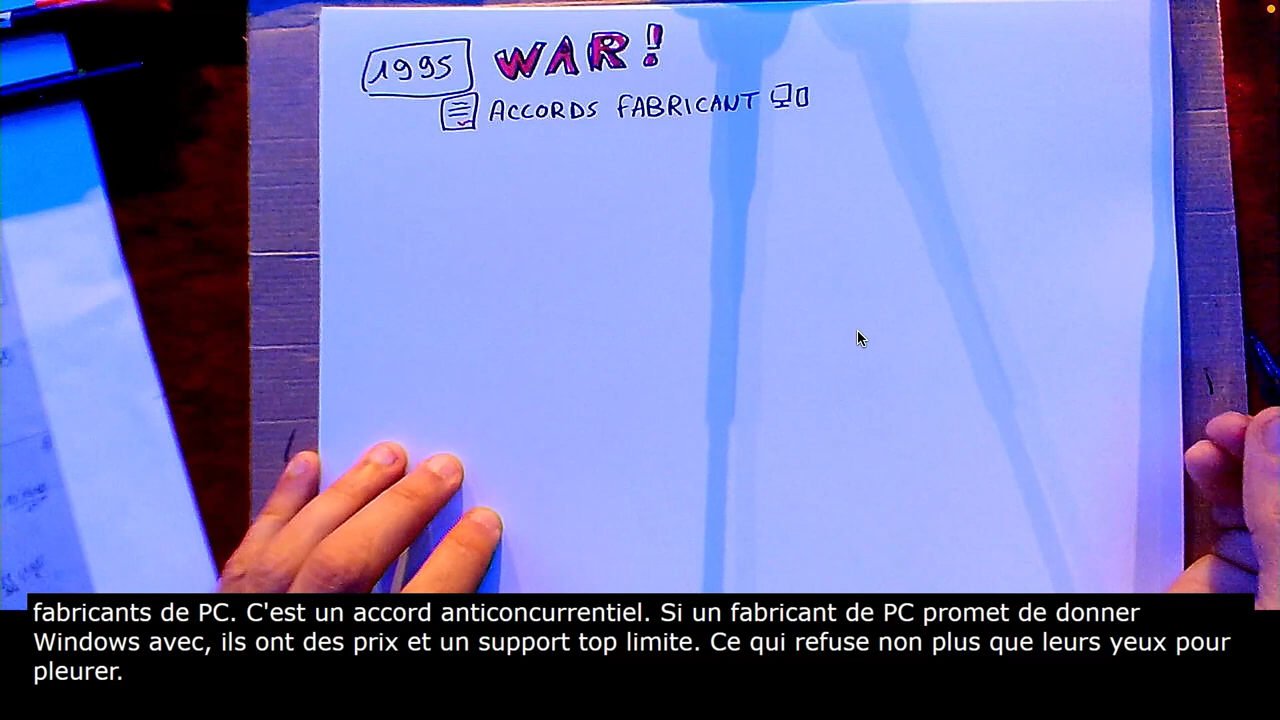 1995 WAR!
ACCORDS FABRICANT
fabricants de PC. C'est un accord anticoncurrentiel. Si un fabricant de PC promet de donner
Windows avec, ils ont des prix et un support top limite. Ce qui refuse non plus que leurs yeux pour
pleurer.